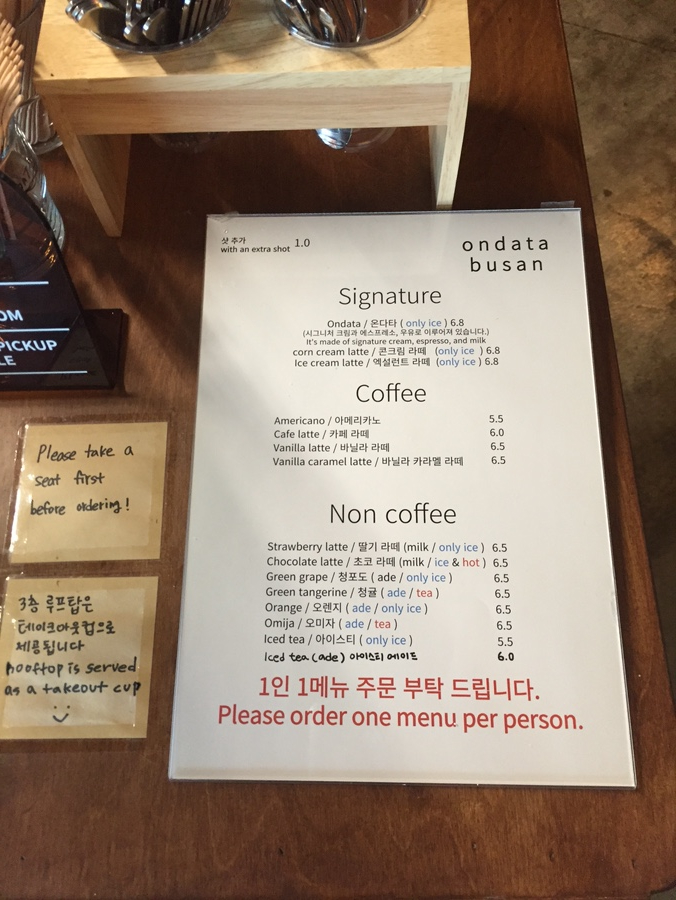 샷 추가
with an extra shot 1.0
ondata
busan
Signature
Ondata / 온다타 ( only ice ) 6.8
(시그니처 크림과 에스프레소, 우유로 이루어져 있습니다.)
It's made of signature cream, espresso, and milk
corn cream latte / 콘크림 라떼 (only ice ) 6.8
Ice cream latte / 엑설런트 라떼 (only ice ) 6.8
Coffee
Americano / 아메리카노 5.5
Cafe latte / 카페 라떼 6.0
Vanilla latte / 바닐라 라떼 6.5
Vanilla caramel latte / 바닐라 카라멜 라떼 6.5
Non coffee
Strawberry latte / 딸기 라떼 (milk / only ice ) 6.5
Chocolate latte / 초코 라떼 (milk / ice & hot ) 6.5
Green grape / 청포도 ( ade / only ice ) 6.5
Green tangerine / 청귤 ( ade / tea ) 6.5
Orange / 오렌지 ( ade / only ice ) 6.5
Omija / 오미자 ( ade / tea ) 6.5
Iced tea / 아이스티 ( only ice ) 5.5
Iced tea (ade) 아이스티 에이드 6.0
1인 1메뉴 주문 부탁 드립니다.
Please order one menu per person.
OM
PICKUP
LE
Please take a
seat first
before ordering!
3층 루프탑은
테이크아웃컵으로
제공됩니다
rooftop is served
as a takeout cup